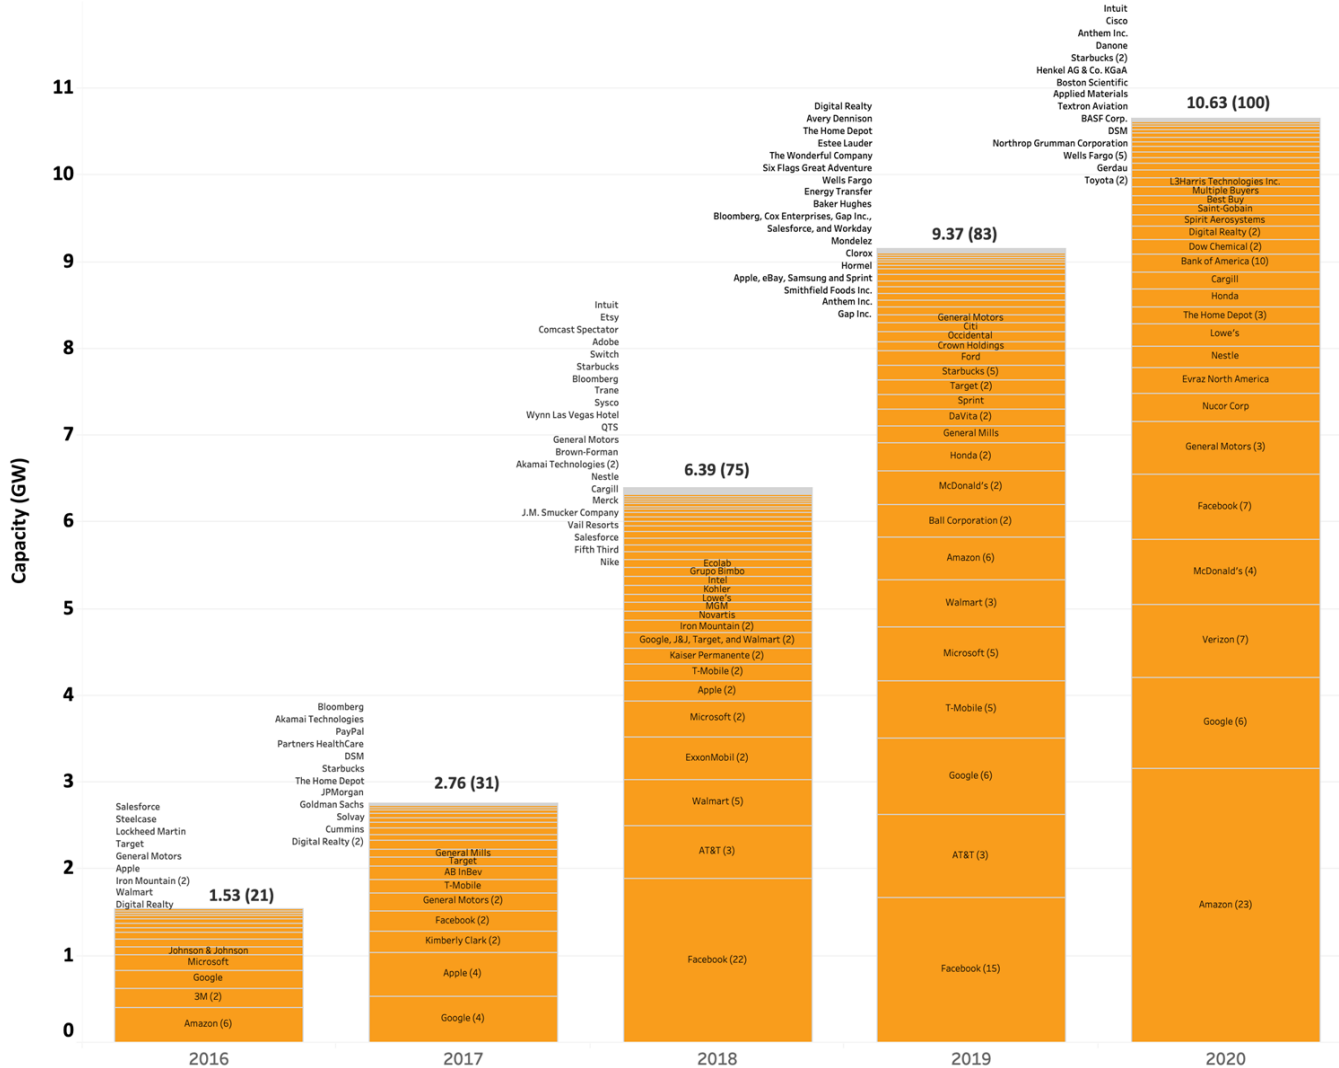 Capacity (GW)
11
10
9
8
7
6
5
4
3
2
1
0
Salesforce
Steelcase
Lockheed Martin
Target
General Motors
Apple
Iron Mountain (2)
Walmart
Digital Realty
1.53 (21)
Johnson & Johnson
Microsoft
Google
3M (2)
Amazon (6)
2016
Bloomberg
Akamai Technologies
PayPal
Partners HealthCare
DSM
Starbucks
The Home Depot
JPMorgan
Goldman Sachs
Solvay
Cummins
Digital Realty (2)
2.76 (31)
General Mills
Target
AB InBev
T-Mobile
General Motors (2)
Facebook (2)
Kimberly Clark (2)
Apple (4)
Google (4)
2017
Intuit
Etsy
Comcast Spectator
Adobe
Switch
Starbucks
Bloomberg
Trane
Sysco
Wynn Las Vegas Hotel
QTS
General Motors
Brown-Forman
Akamai Technologies (2)
Nestle
Cargill
Merck
J.M. Smucker Company
Vail Resorts
Salesforce
Fifth Third
Nike
6.39 (75)
Ecolab
Grupo Bimbo
Intel
Kohler
Lowe's
MGM
Novartis
Iron Mountain (2)
Google, J&J, Target, and Walmart (2)
Kaiser Permanente (2)
T-Mobile (2)
Apple (2)
Microsoft (2)
ExxonMobil (2)
Walmart (5)
AT&T (3)
Facebook (22)
2018
Digital Realty
Avery Dennison
The Home Depot
Estee Lauder
The Wonderful Company
Six Flags Great Adventure
Wells Fargo
Energy Transfer
Baker Hughes
Bloomberg, Cox Enterprises, Gap Inc.,
Salesforce, and Workday
Mondelez
Clorox
Hormel
Apple, eBay, Samsung and Sprint
Smithfield Foods Inc.
Anthem Inc.
Gap Inc.
9.37 (83)
General Motors
Citi
Occidental
Crown Holdings
Ford
Starbucks (5)
Target (2)
Sprint
DaVita (2)
General Mills
Honda (2)
McDonald's (2)
Ball Corporation (2)
Amazon (6)
Walmart (3)
Microsoft (5)
T-Mobile (5)
Google (6)
AT&T (3)
Facebook (15)
2019
Intuit
Cisco
Anthem Inc.
Danone
Starbucks (2)
Henkel AG & Co. KGaA
Boston Scientific
Applied Materials
Textron Aviation
BASF Corp.
DSM
Northrop Grumman Corporation
Wells Fargo (5)
Gerdau
Toyota (2)
10.63 (100)
L3Harris Technologies Inc.
Multiple Buyers
Best Buy
Saint-Gobain
Spirit Aerosystems
Digital Realty (2)
Dow Chemical (2)
Bank of America (10)
Cargill
Honda
The Home Depot (3)
Lowe's
Nestle
Evraz North America
Nucor Corp
General Motors (3)
Facebook (7)
McDonald's (4)
Verizon (7)
Google (6)
Amazon (23)
2020